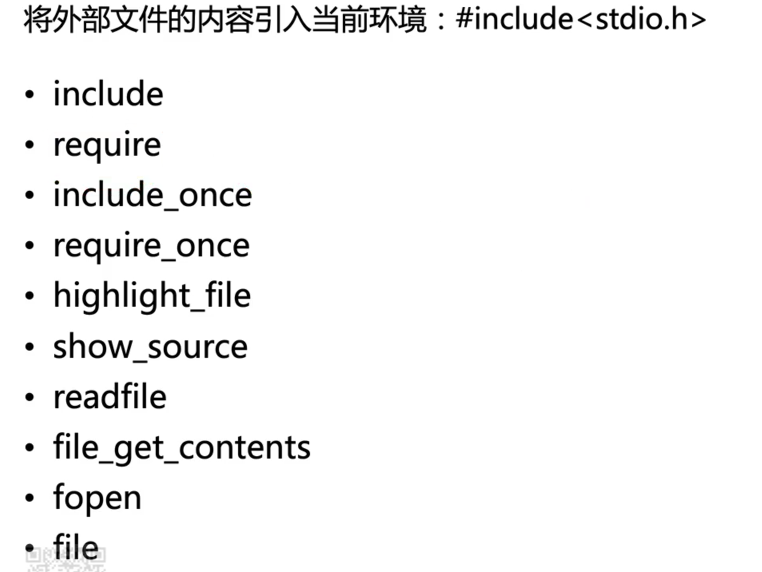 将外部文件的内容引入当前环境：#include<stdio.h>
• include
• require
• include_once
• require_once
• highlight_file
• show_source
• readfile
• file_get_contents
• fopen
• file